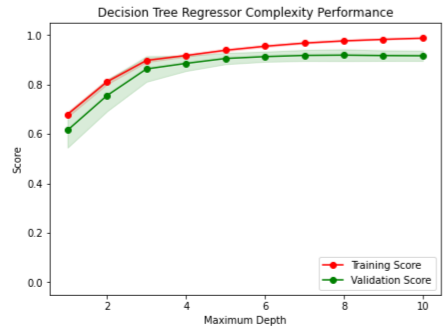 Decision Tree Regressor Complexity Performance
1.0
0.8
0.6
0.4
0.2
0.0
Score
2
4
6
8
10
Maximum Depth
Training Score
Validation Score